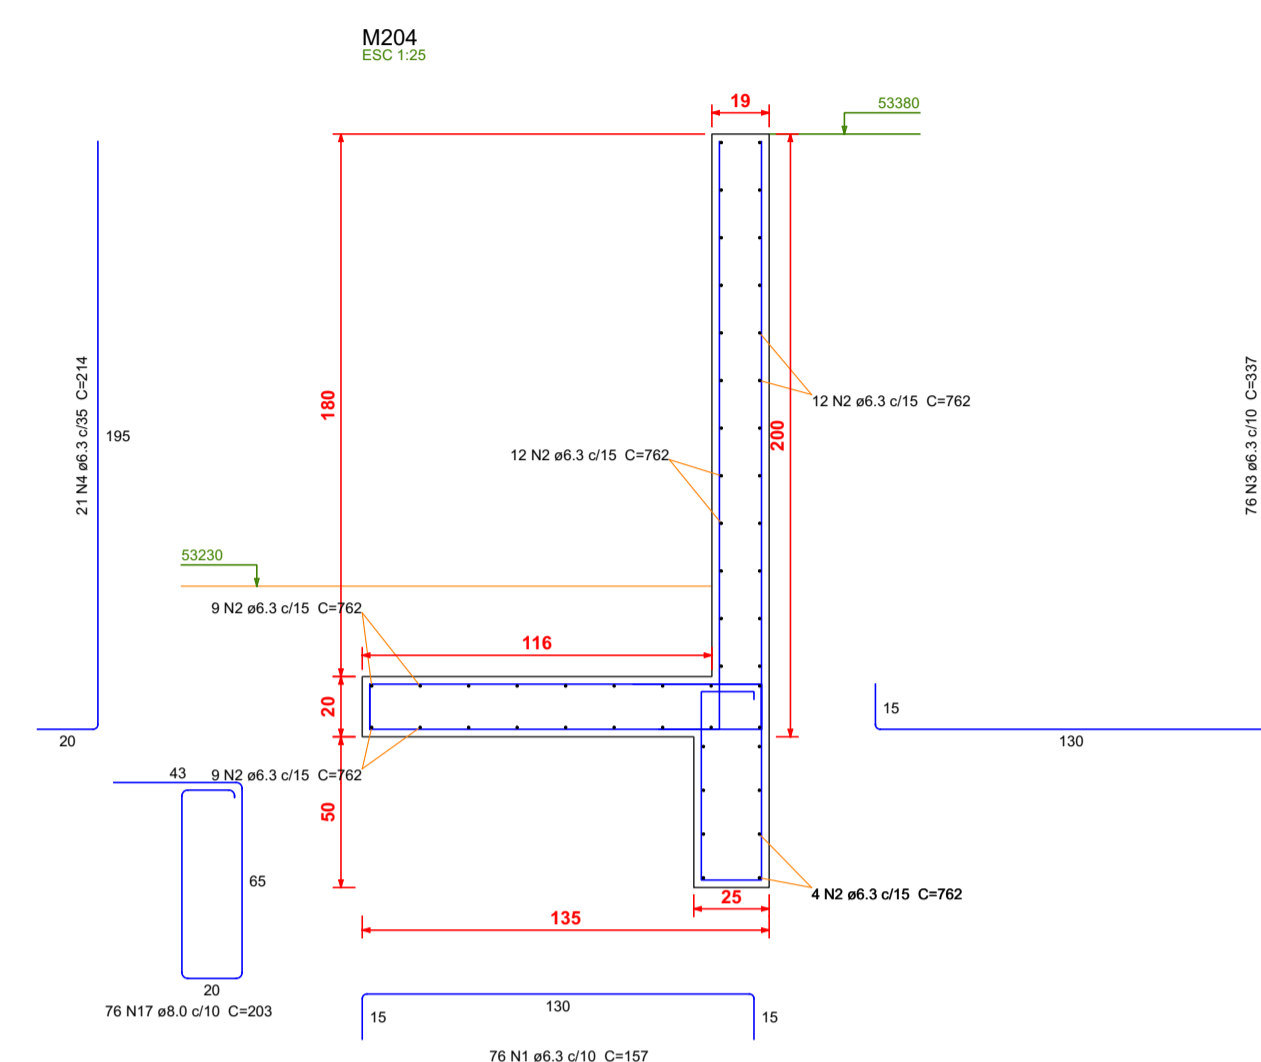 M204
ESC 1:25
19
53380
21 N4 ø6.3 c/35 C=214
195
180
200
12 N2 ø6.3 c/15 C=762
12 N2 ø6.3 c/15 C=762
76 N3 ø6.3 c/10 C=337
53230
9 N2 ø6.3 c/15 C=762
116
20
15
20
130
43
9 N2 ø6.3 c/15 C=762
50
65
4 N2 ø6.3 c/15 C=762
25
135
20
76 N17 ø8.0 c/10 C=203
130
15
15
76 N1 ø6.3 c/10 C=157